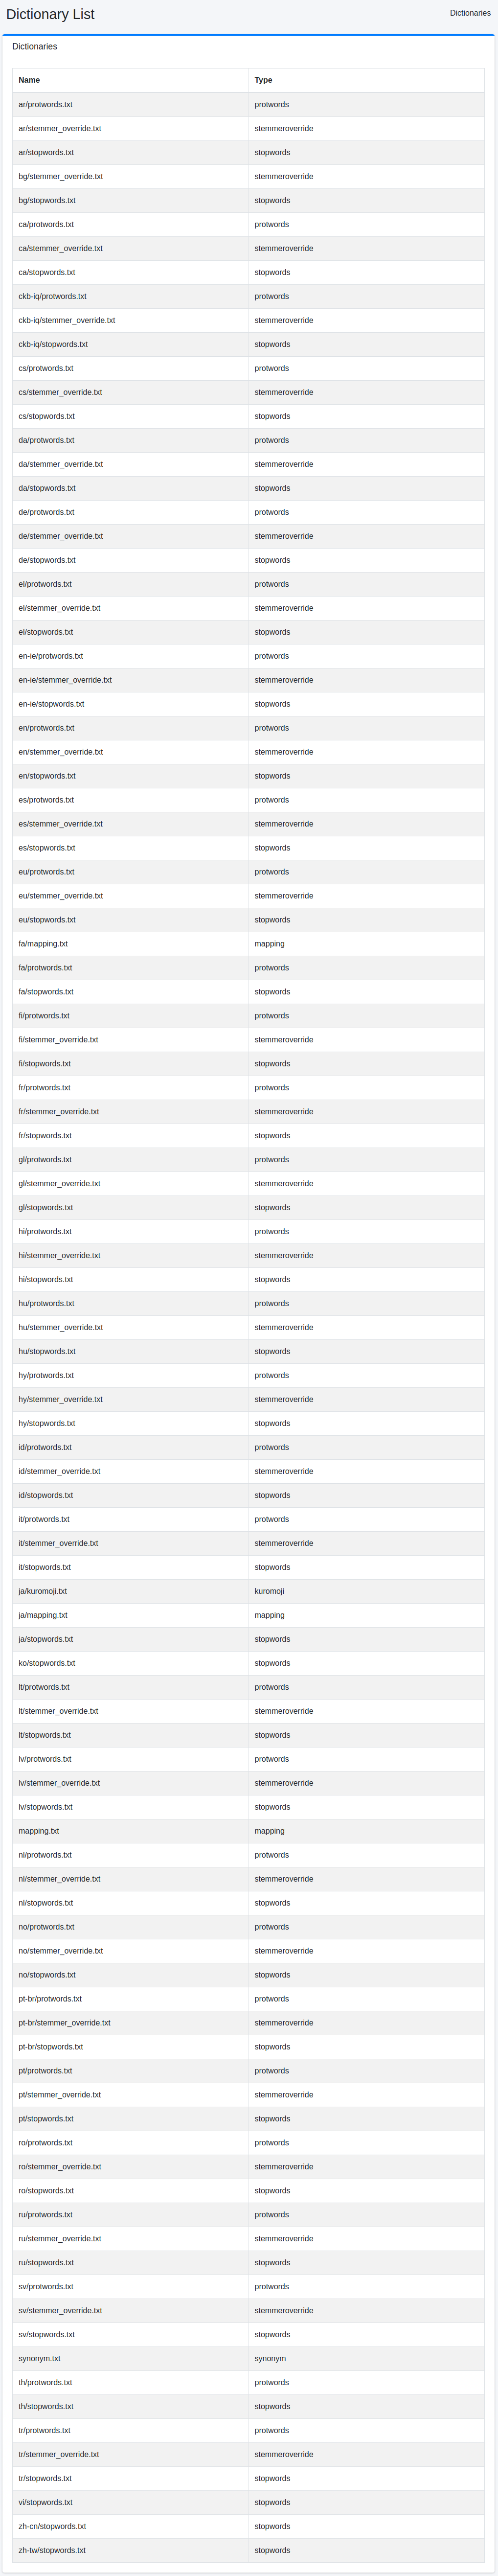 Dictionary List
Dictionaries
Dictionaries
Name Type
ar/protwords.txt protwords
ar/stemmer_override.txt stemmeroverride
ar/stopwords.txt stopwords
bg/stemmer_override.txt stemmeroverride
bg/stopwords.txt stopwords
ca/protwords.txt protwords
ca/stemmer_override.txt stemmeroverride
ca/stopwords.txt stopwords
ckb-iq/protwords.txt protwords
ckb-iq/stemmer_override.txt stemmeroverride
ckb-iq/stopwords.txt stopwords
cs/protwords.txt protwords
cs/stemmer_override.txt stemmeroverride
cs/stopwords.txt stopwords
da/protwords.txt protwords
da/stemmer_override.txt stemmeroverride
da/stopwords.txt stopwords
de/protwords.txt protwords
de/stemmer_override.txt stemmeroverride
de/stopwords.txt stopwords
el/protwords.txt protwords
el/stemmer_override.txt stemmeroverride
el/stopwords.txt stopwords
en-ie/protwords.txt protwords
en-ie/stemmer_override.txt stemmeroverride
en-ie/stopwords.txt stopwords
en/protwords.txt protwords
en/stemmer_override.txt stemmeroverride
en/stopwords.txt stopwords
es/protwords.txt protwords
es/stemmer_override.txt stemmeroverride
es/stopwords.txt stopwords
eu/protwords.txt protwords
eu/stemmer_override.txt stemmeroverride
eu/stopwords.txt stopwords
fa/mapping.txt mapping
fa/protwords.txt protwords
fa/stopwords.txt stopwords
fi/protwords.txt protwords
fi/stemmer_override.txt stemmeroverride
fi/stopwords.txt stopwords
fr/protwords.txt protwords
fr/stemmer_override.txt stemmeroverride
fr/stopwords.txt stopwords
gl/protwords.txt protwords
gl/stemmer_override.txt stemmeroverride
gl/stopwords.txt stopwords
hi/protwords.txt protwords
hi/stemmer_override.txt stemmeroverride
hi/stopwords.txt stopwords
hu/protwords.txt protwords
hu/stemmer_override.txt stemmeroverride
hu/stopwords.txt stopwords
hy/protwords.txt protwords
hy/stemmer_override.txt stemmeroverride
hy/stopwords.txt stopwords
id/protwords.txt protwords
id/stemmer_override.txt stemmeroverride
id/stopwords.txt stopwords
it/protwords.txt protwords
it/stemmer_override.txt stemmeroverride
it/stopwords.txt stopwords
ja/kuromoji.txt kuromoji
ja/mapping.txt mapping
ja/stopwords.txt stopwords
ko/stopwords.txt stopwords
lt/protwords.txt protwords
lt/stemmer_override.txt stemmeroverride
lt/stopwords.txt stopwords
lv/protwords.txt protwords
lv/stemmer_override.txt stemmeroverride
lv/stopwords.txt stopwords
mapping.txt mapping
nl/protwords.txt protwords
nl/stemmer_override.txt stemmeroverride
nl/stopwords.txt stopwords
no/protwords.txt protwords
no/stemmer_override.txt stemmeroverride
no/stopwords.txt stopwords
pt-br/protwords.txt protwords
pt-br/stemmer_override.txt stemmeroverride
pt-br/stopwords.txt stopwords
pt/protwords.txt protwords
pt/stemmer_override.txt stemmeroverride
pt/stopwords.txt stopwords
ro/protwords.txt protwords
ro/stemmer_override.txt stemmeroverride
ro/stopwords.txt stopwords
ru/protwords.txt protwords
ru/stemmer_override.txt stemmeroverride
ru/stopwords.txt stopwords
sv/protwords.txt protwords
sv/stemmer_override.txt stemmeroverride
sv/stopwords.txt stopwords
synonym.txt synonym
th/protwords.txt protwords
th/stopwords.txt stopwords
tr/protwords.txt protwords
tr/stemmer_override.txt stemmeroverride
tr/stopwords.txt stopwords
vi/stopwords.txt stopwords
zh-cn/stopwords.txt stopwords
zh-tw/stopwords.txt stopwords